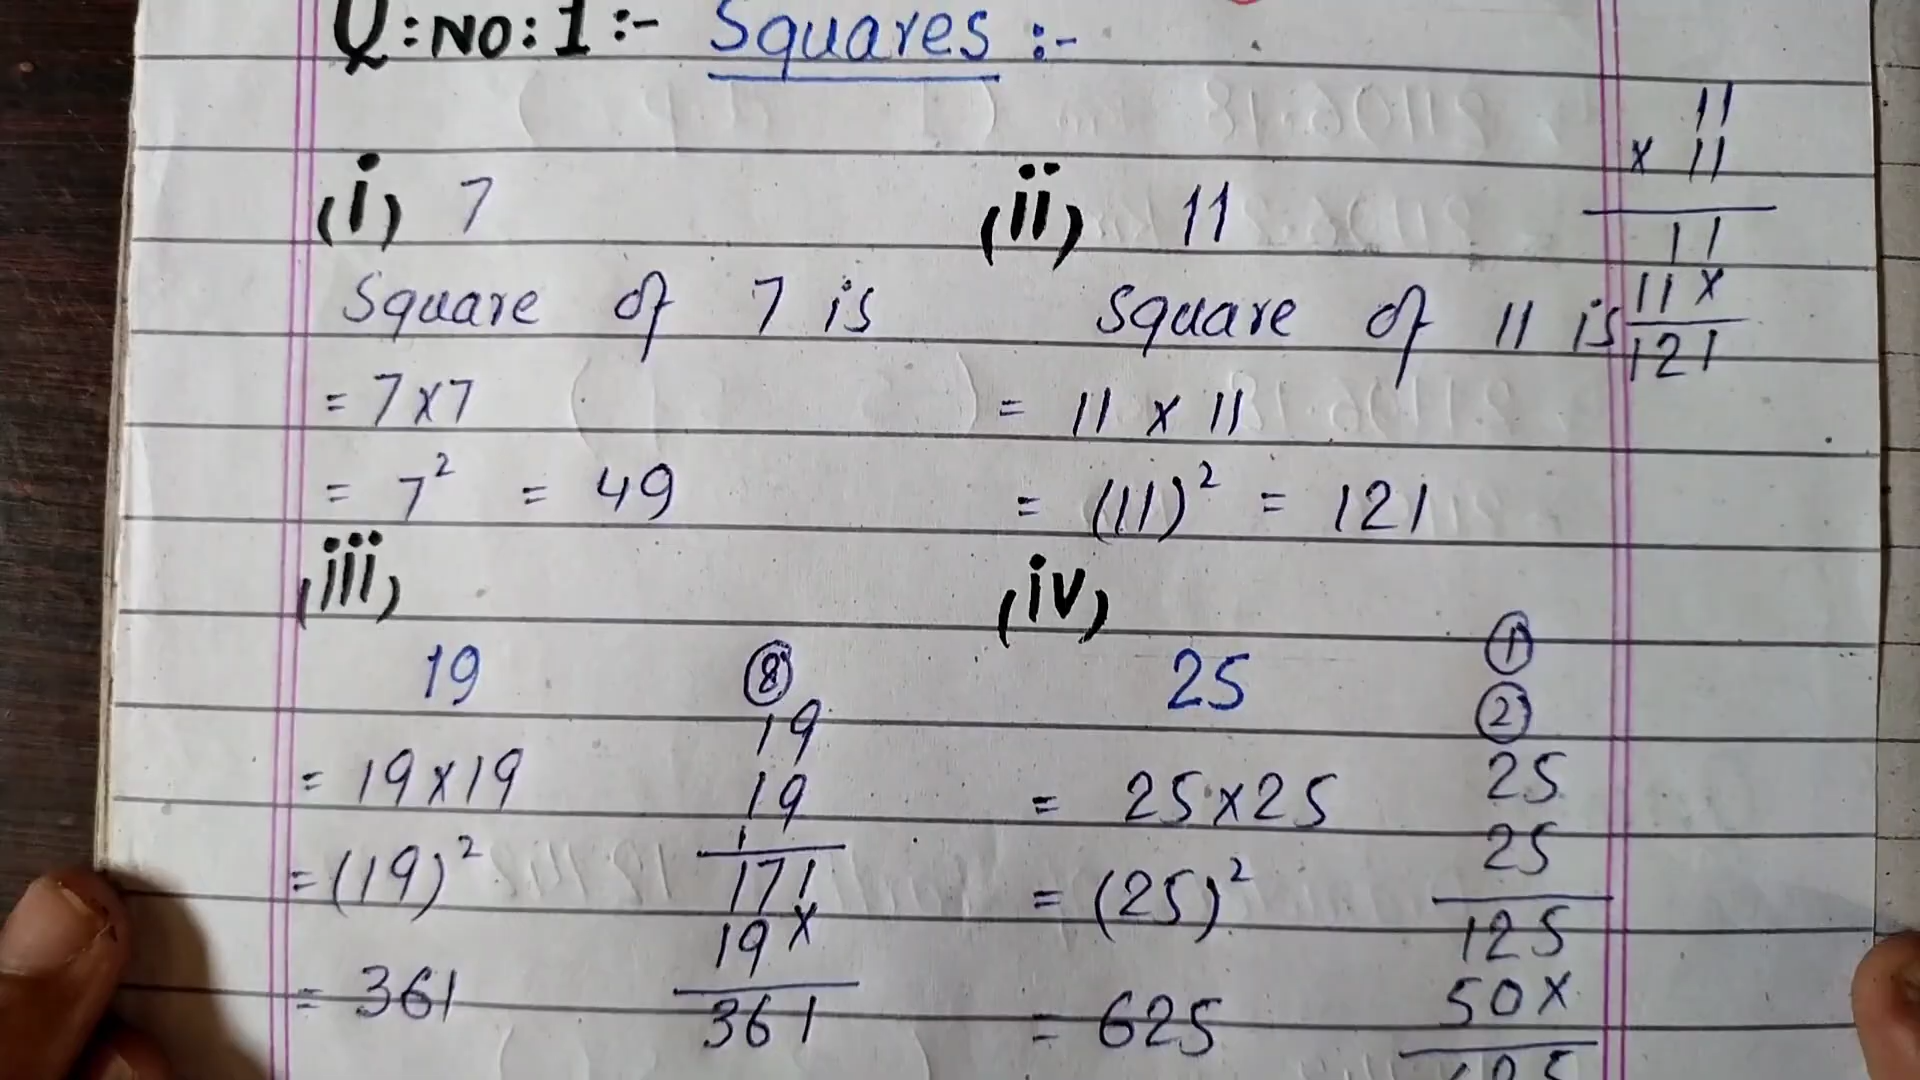 Q:NO:1:- Squares :-
(i) 7
Square of 7 is
= 7x7
= 7² = 49
(ii) 11
Square of 11 is
= 11 x 11
= (11)² = 121
11
x 11
11
11 x
121
(iii)
19
= 19x19
= (19)²
= 361
8
19
19
171
19 x
361
(iv)
25
= 25x25
= (25)²
= 625
1
2
25
25
125
50x